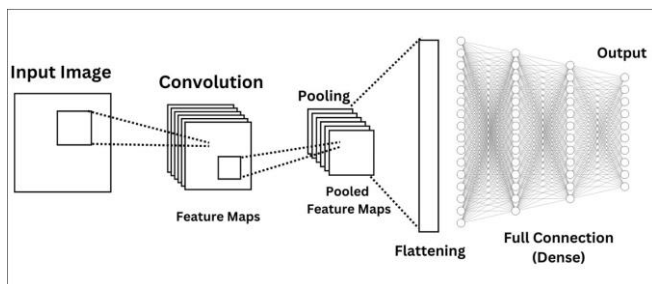 Input Image
Convolution
Feature Maps
Pooling
Pooled
Feature Maps
Flattening
Output
Full Connection
(Dense)